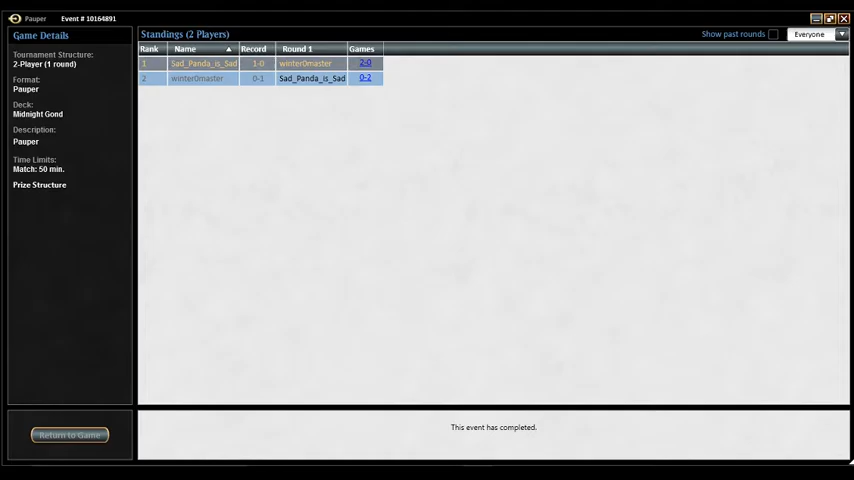 Pauper Event # 10164891
Game Details
Tournament Structure:
2-Player (1 round)
Format:
Pauper
Deck:
Midnight Gond
Description:
Pauper
Time Limits:
Match: 50 min.
Prize Structure
Return to Game
Standings (2 Players)
Show past rounds
Everyone
Rank Name Record Round 1 Games
1 Sad_Panda_is_Sad 1-0 winter0master 2-0
2 winter0master 0-1 Sad_Panda_is_Sad 0-2
This event has completed.